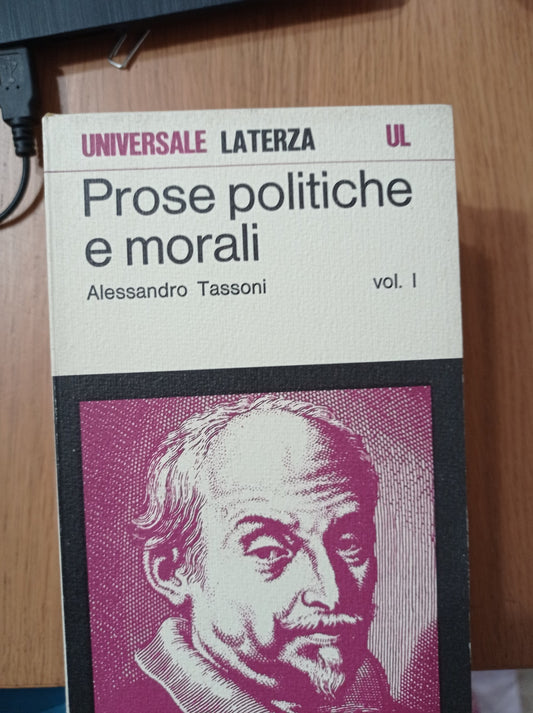 UNIVERSALE LATERZA UL
Prose politiche
e morali
Alessandro Tassoni vol. I